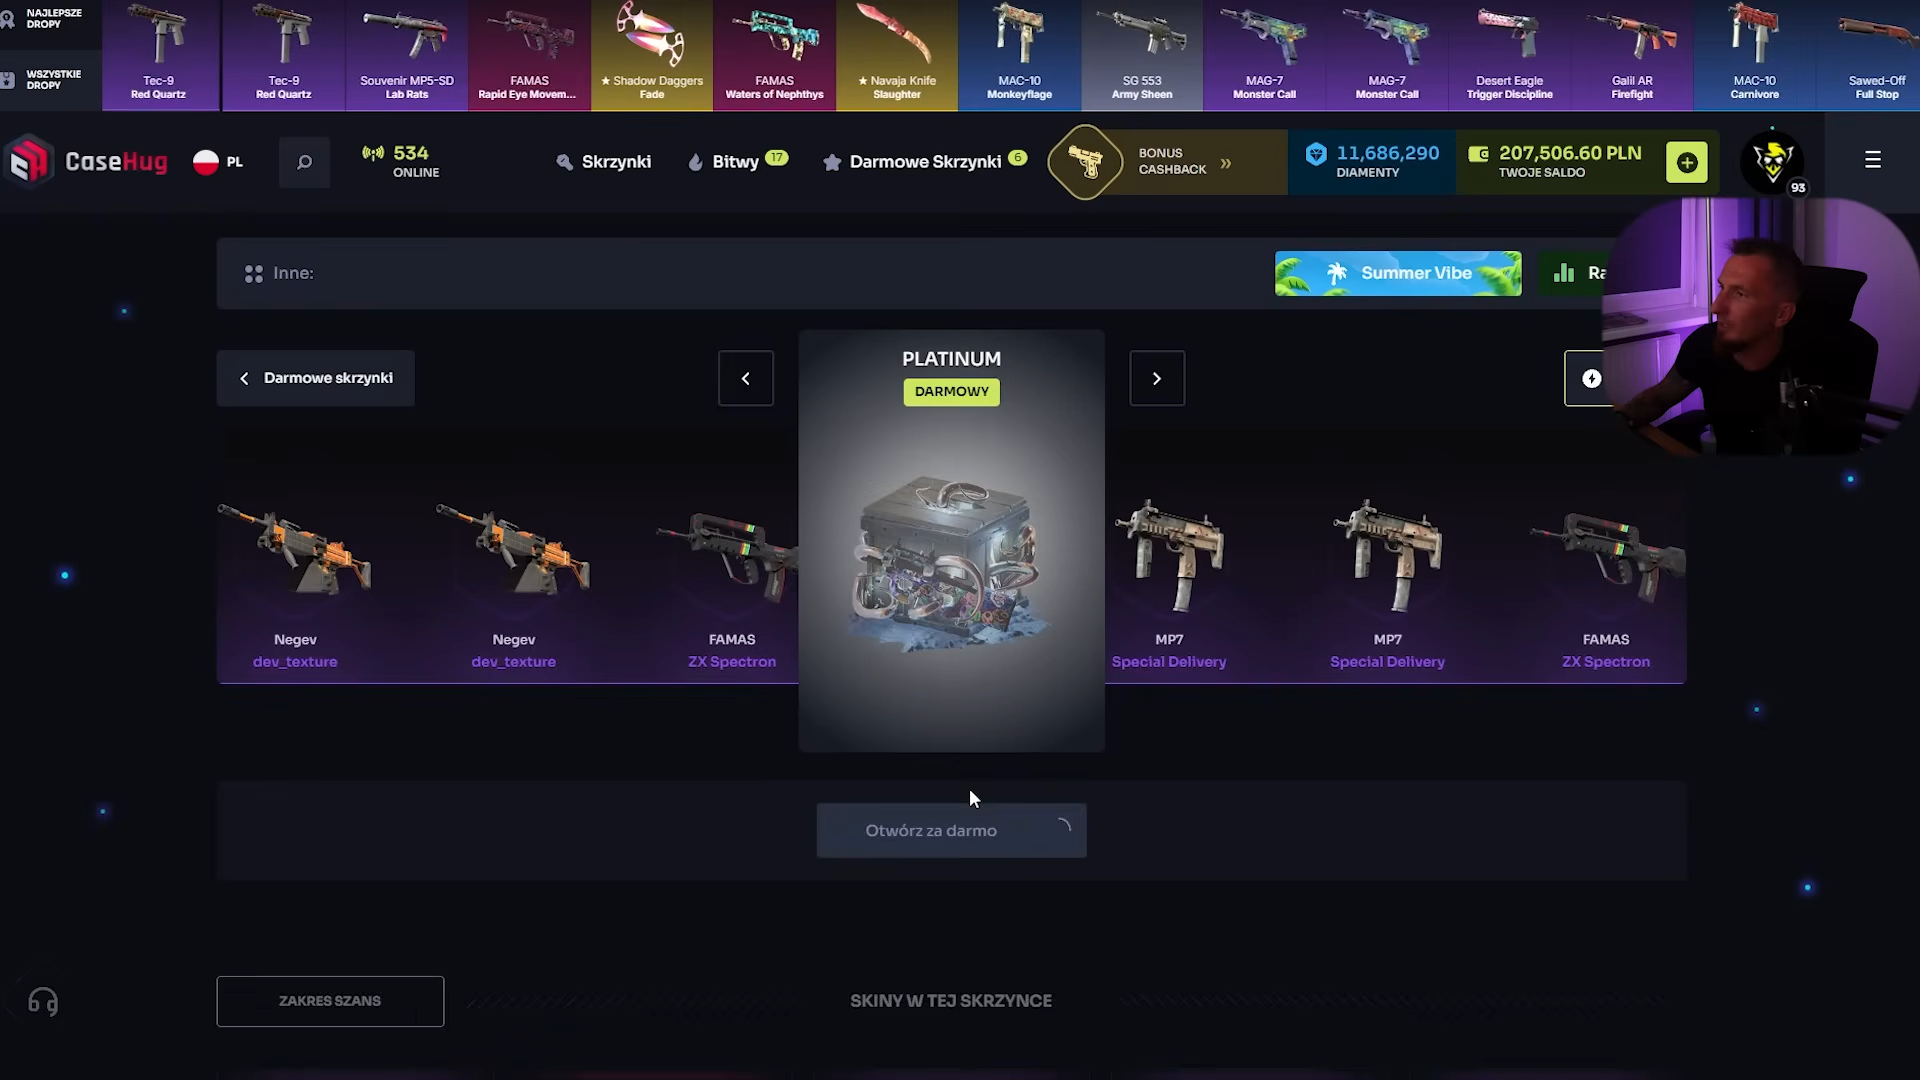 NAJLEPSZE
DROPY
WSZYSTKIE
DROPY
Tec-9
Red Quartz
Tec-9
Red Quartz
Souvenir MP5-SD
Lab Rats
FAMAS
Rapid Eye Movem...
★ Shadow Daggers
Fade
FAMAS
Waters of Nephthys
★ Navaja Knife
Slaughter
MAC-10
Monkeyflage
SG 553
Army Sheen
MAG-7
Monster Call
MAG-7
Monster Call
Desert Eagle
Trigger Discipline
Galil AR
Firefight
MAC-10
Carnivore
Sawed-Off
Full Stop
CaseHug
PL
534
ONLINE
Skrzynki
Bitwy 17
Darmowe Skrzynki 6
BONUS
CASHBACK
11,686,290
DIAMENTY
207,506.60 PLN
TWOJE SALDO
93
Inne:
Summer Vibe
Ra
Darmowe skrzynki
PLATINUM
DARMOWY
Negev
dev_texture
Negev
dev_texture
FAMAS
ZX Spectron
MP7
Special Delivery
MP7
Special Delivery
FAMAS
ZX Spectron
Otwórz za darmo
ZAKRES SZANS
SKINY W TEJ SKRZYNCE